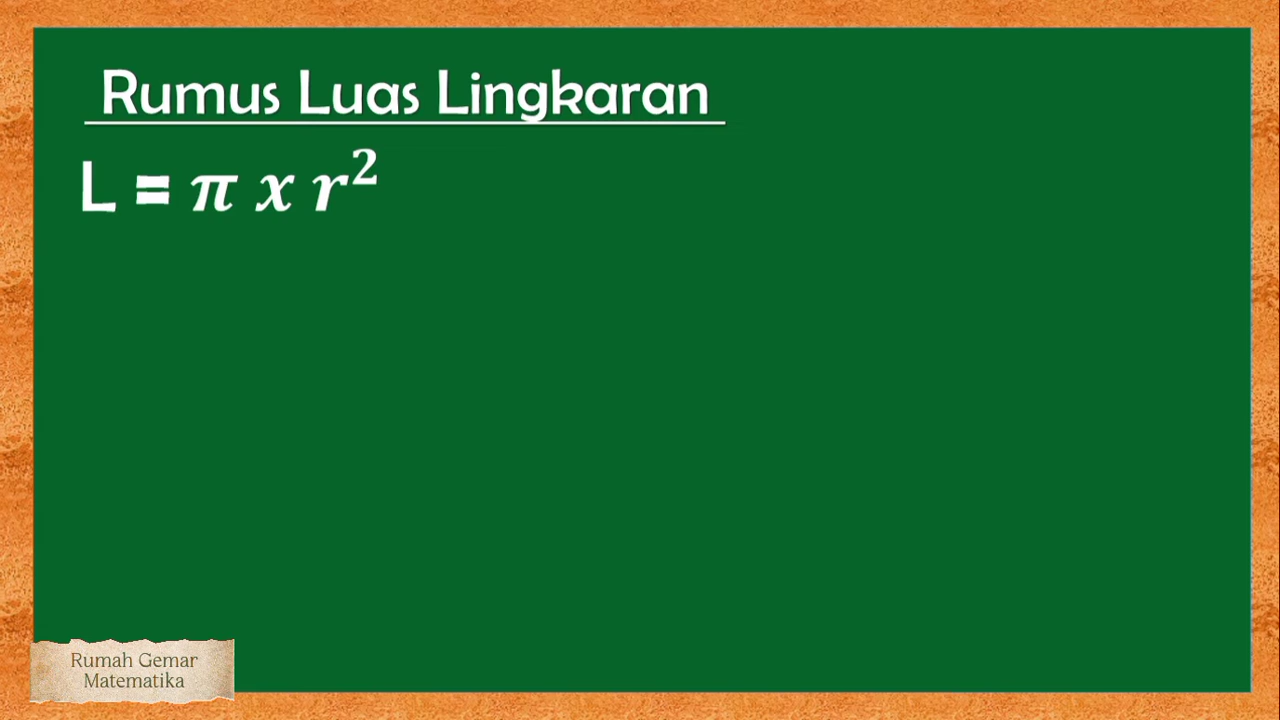 Rumus Luas Lingkaran
L = π x r²
Rumah Gemar
Matematika